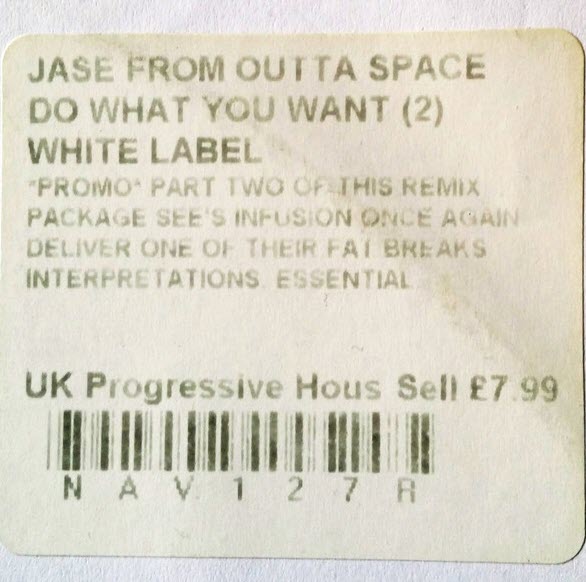 JASE FROM OUTTA SPACE
DO WHAT YOU WANT (2)
WHITE LABEL
*PROMO* PART TWO OF THIS REMIX
PACKAGE SEE'S INFUSION ONCE AGAIN
DELIVER ONE OF THEIR FAT BREAKS
INTERPRETATIONS. ESSENTIAL.
UK Progressive Hous Sell £7.99
N A V 1 2 7 R